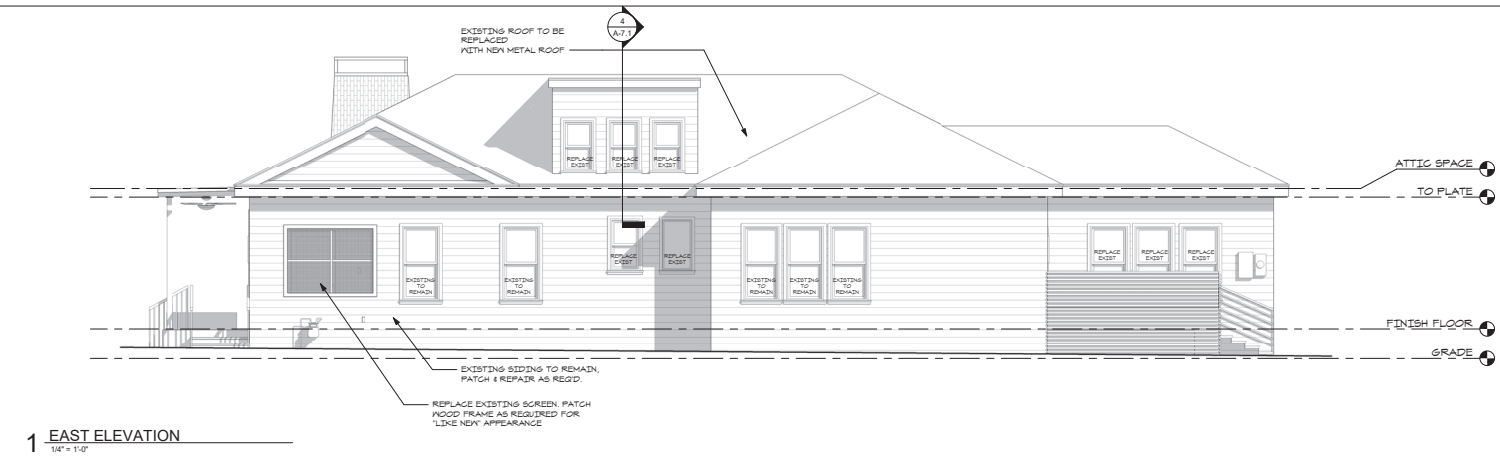 4
A-7.1
EXISTING ROOF TO BE
REPLACED
WITH NEW METAL ROOF
REPLACE
EXIST
REPLACE
EXIST
REPLACE
EXIST
ATTIC SPACE
TO PLATE
EXISTING
TO
REMAIN
EXISTING
TO
REMAIN
REPLACE
EXIST
REPLACE
EXIST
EXISTING
TO
REMAIN
EXISTING
TO
REMAIN
EXISTING
TO
REMAIN
REPLACE
EXIST
REPLACE
EXIST
REPLACE
EXIST
FINISH FLOOR
GRADE
EXISTING SIDING TO REMAIN,
PATCH & REPAIR AS REQ'D.
REPLACE EXISTING SCREEN. PATCH
WOOD FRAME AS REQUIRED FOR
"LIKE NEW" APPEARANCE
1 EAST ELEVATION
1/4" = 1'-0"